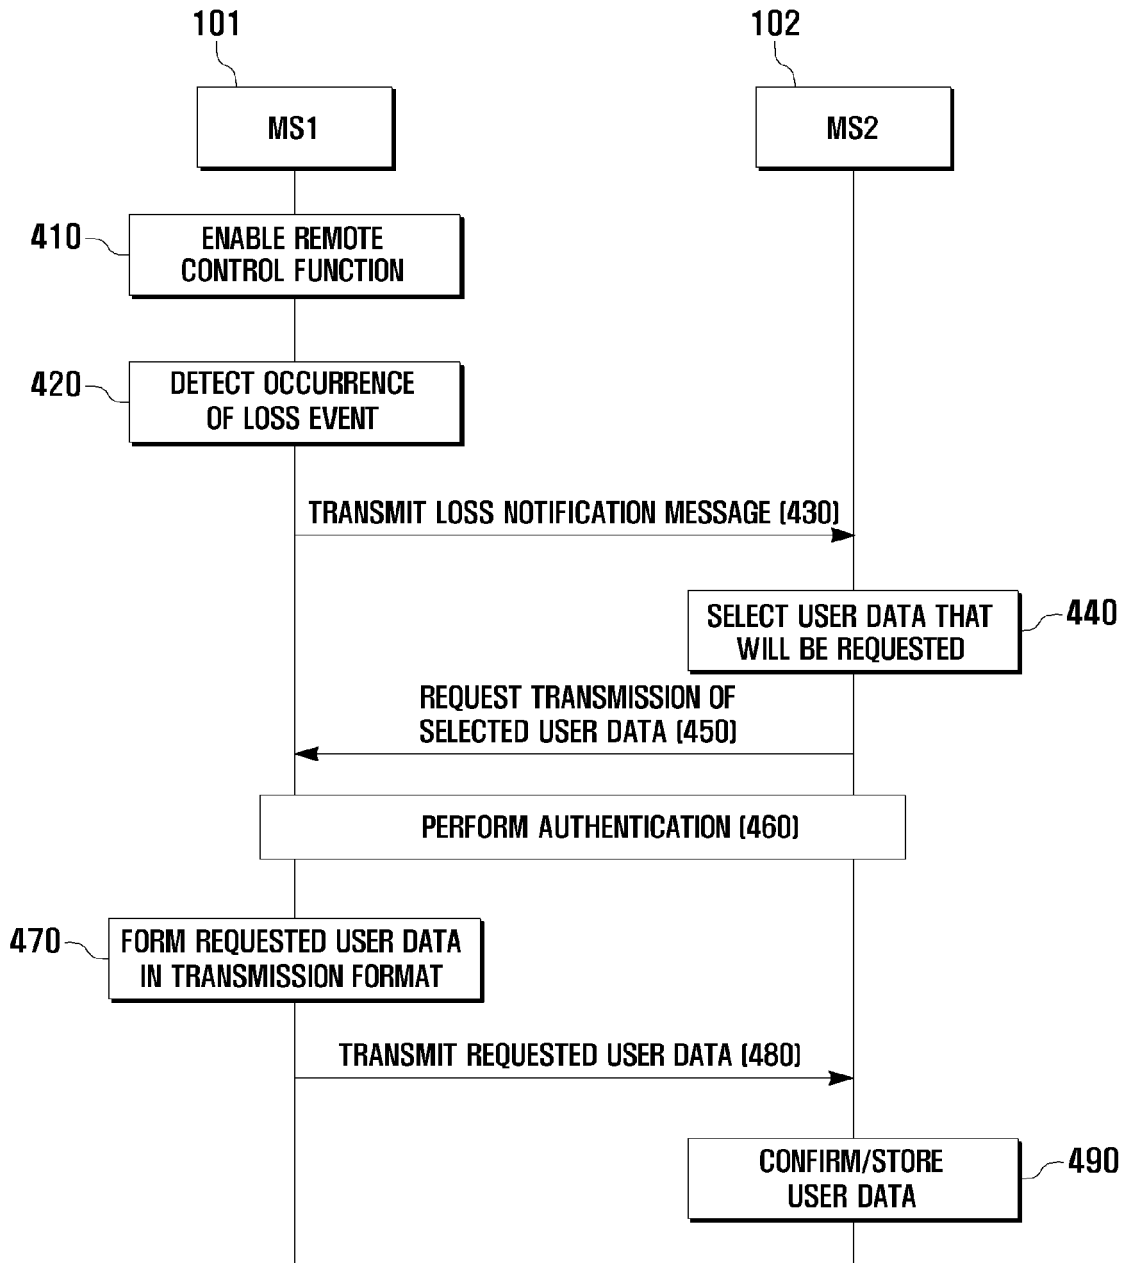 101
102
MS1
MS2
410
ENABLE REMOTE
CONTROL FUNCTION
420
DETECT OCCURRENCE
OF LOSS EVENT
TRANSMIT LOSS NOTIFICATION MESSAGE (430)
SELECT USER DATA THAT
WILL BE REQUESTED
440
REQUEST TRANSMISSION OF
SELECTED USER DATA (450)
PERFORM AUTHENTICATION (460)
470
FORM REQUESTED USER DATA
IN TRANSMISSION FORMAT
TRANSMIT REQUESTED USER DATA (480)
CONFIRM/STORE
USER DATA
490